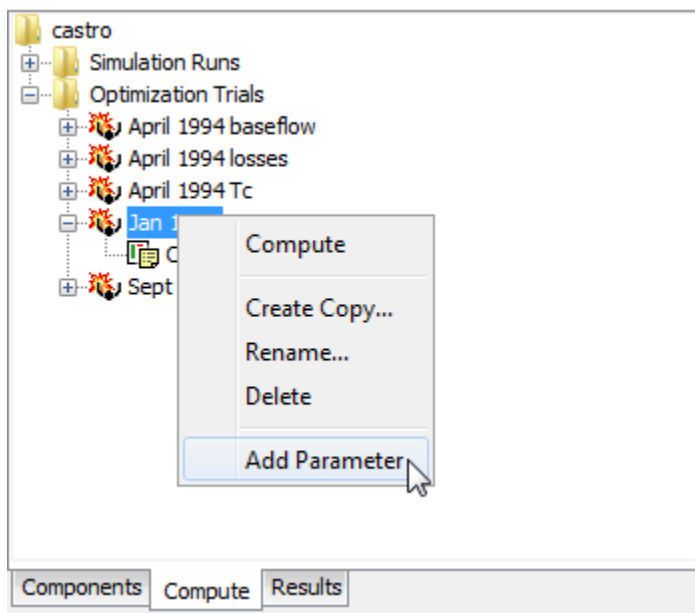 castro
Simulation Runs
Optimization Trials
April 1994 baseflow
April 1994 losses
April 1994 Tc
Jan
Compute
Sept
Create Copy...
Rename...
Delete
Add Parameter
Components Compute Results